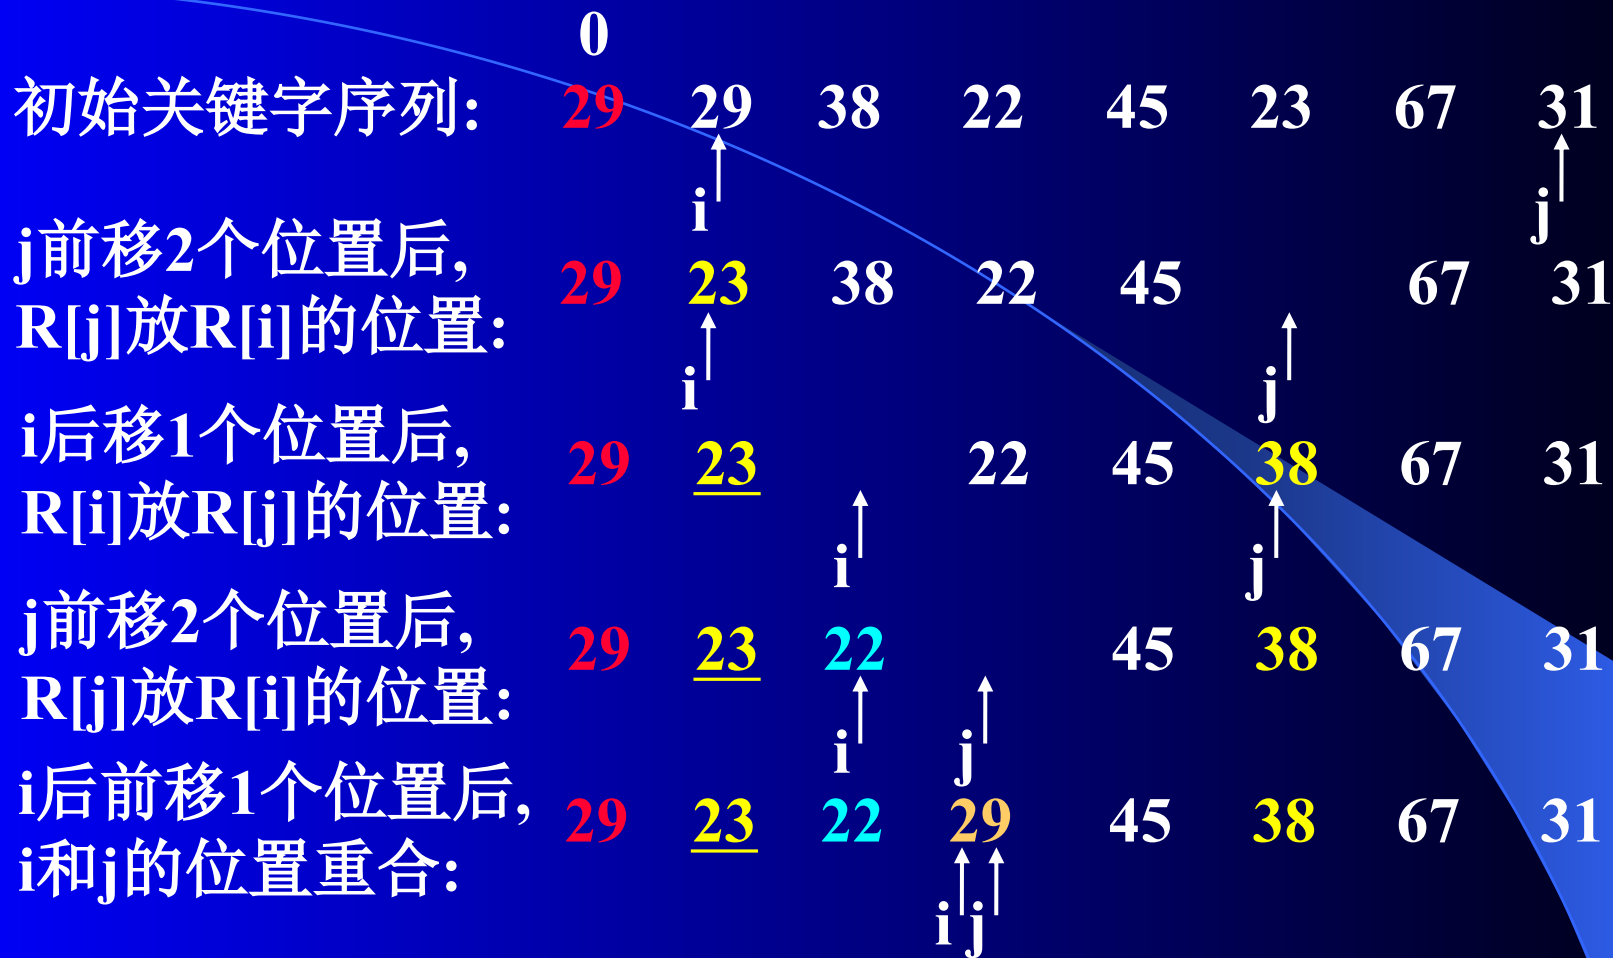 0
初始关键字序列: 29 29 38 22 45 23 67 31
i j
j前移2个位置后,
29 23 38 22 45 67 31
R[j]放R[i]的位置:
i j
i后移1个位置后,
29 23 22 45 38 67 31
R[i]放R[j]的位置:
i j
j前移2个位置后,
29 23 22 45 38 67 31
R[j]放R[i]的位置:
i j
i后前移1个位置后,
29 23 22 29 45 38 67 31
i和j的位置重合:
i j